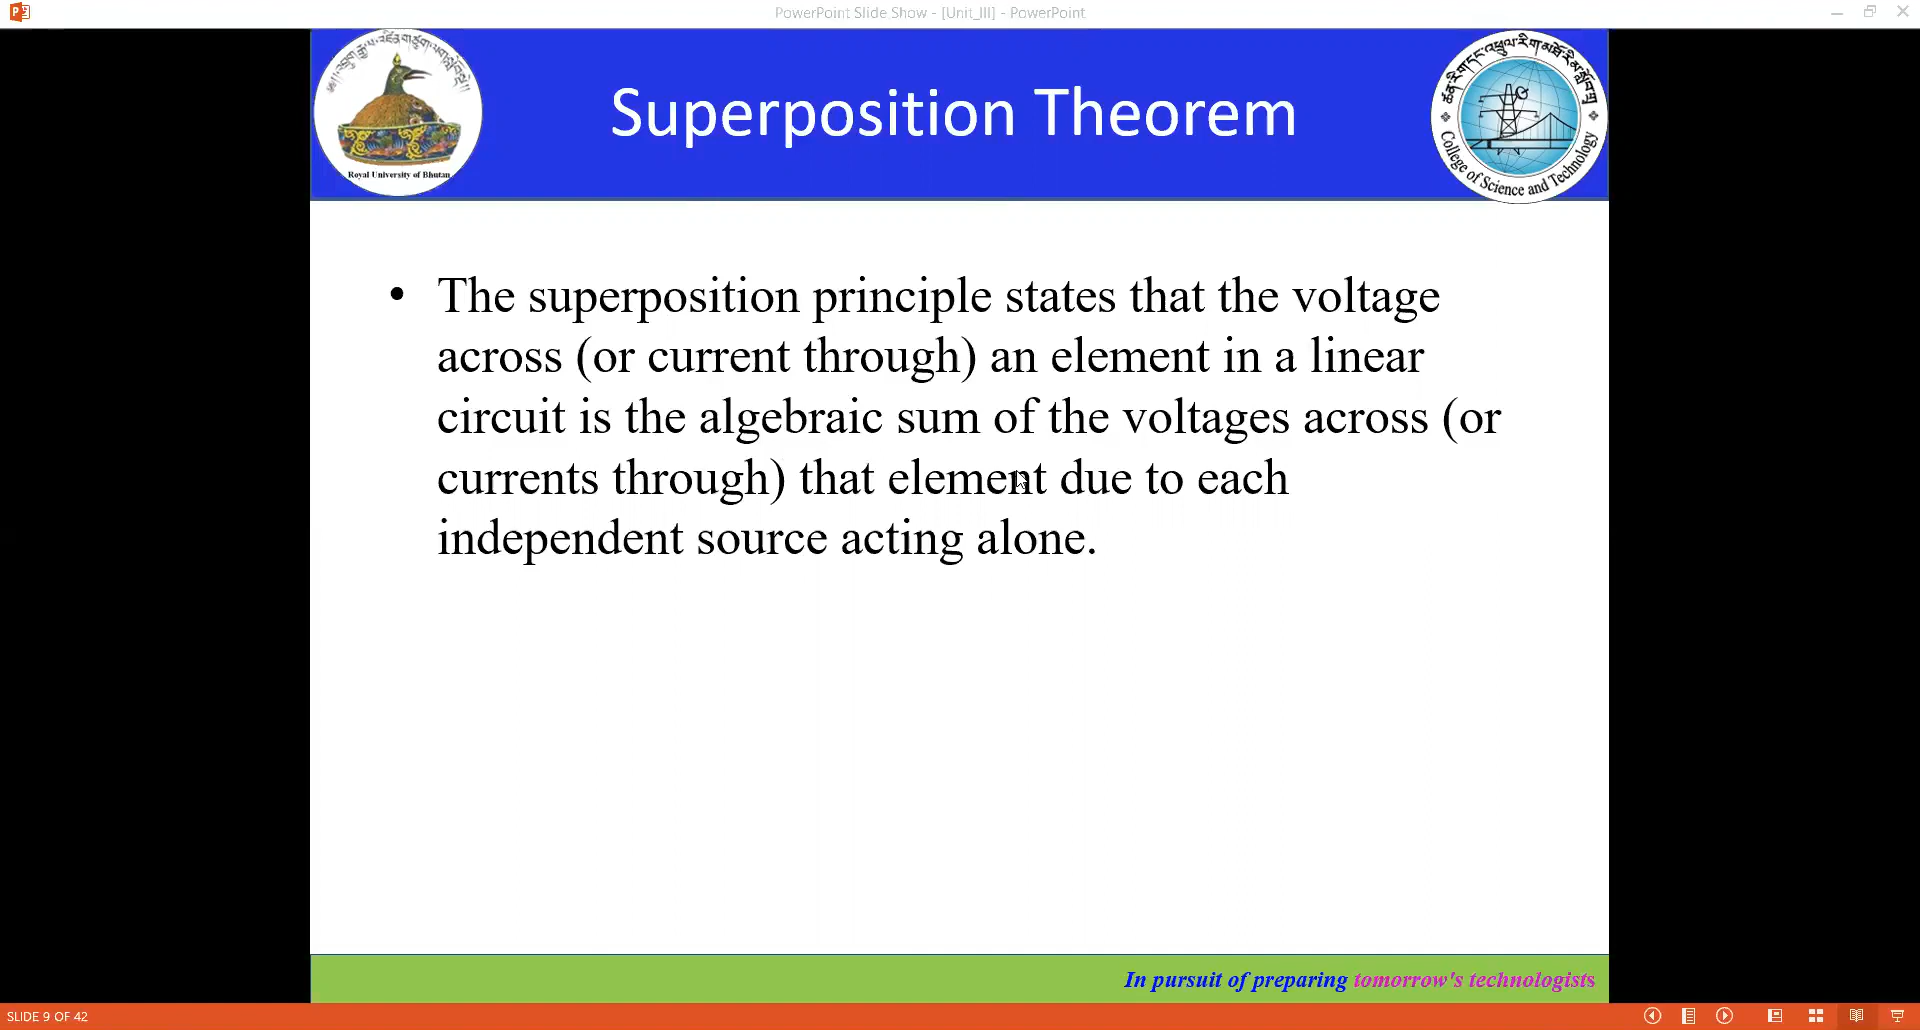 PowerPoint Slide Show - [Unit_III] - PowerPoint
Superposition Theorem
Royal University of Bhutan
College of Science and Technology
• The superposition principle states that the voltage
across (or current through) an element in a linear
circuit is the algebraic sum of the voltages across (or
currents through) that element due to each
independent source acting alone.
In pursuit of preparing tomorrow's technologists
SLIDE 9 OF 42